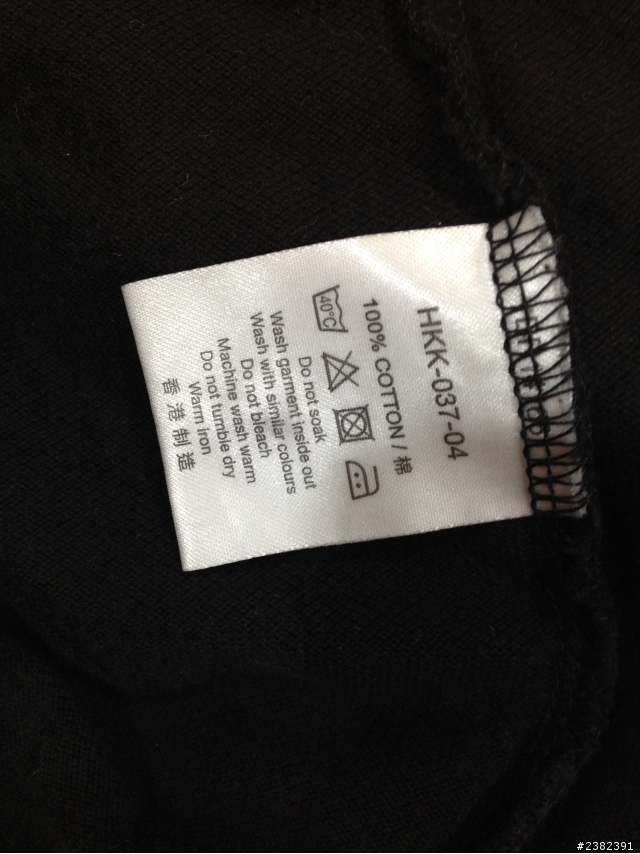 HKK-037-04
100% COTTON / 棉
40°C
Do not soak
Wash garment inside out
Wash with similar colours
Do not bleach
Machine wash warm
Do not tumble dry
Warm iron
香港制造
#2382391